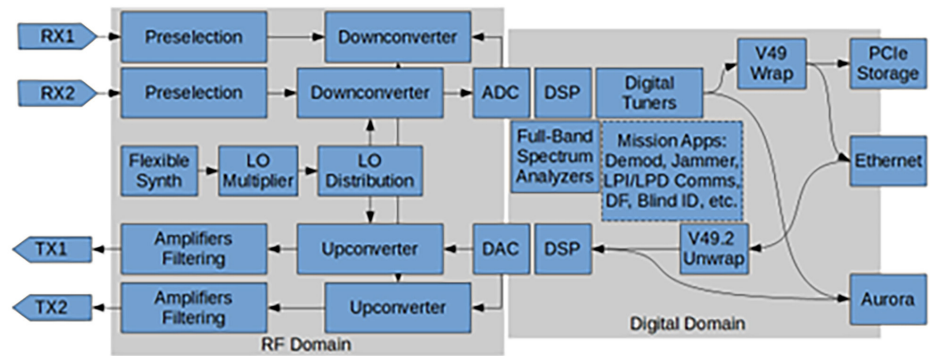 RX1
Preselection
Downconverter
RX2
Preselection
Downconverter
ADC
DSP
Digital
Tuners
V49
Wrap
PCIe
Storage
Full-Band
Spectrum
Analyzers
Mission Apps:
Demod, Jammer,
LPI/LPD Comms,
DF, Blind ID, etc.
Ethernet
Flexible
Synth
LO
Multiplier
LO
Distribution
TX1
Amplifiers
Filtering
Upconverter
DAC
DSP
V49.2
Unwrap
TX2
Amplifiers
Filtering
Upconverter
Aurora
RF Domain
Digital Domain